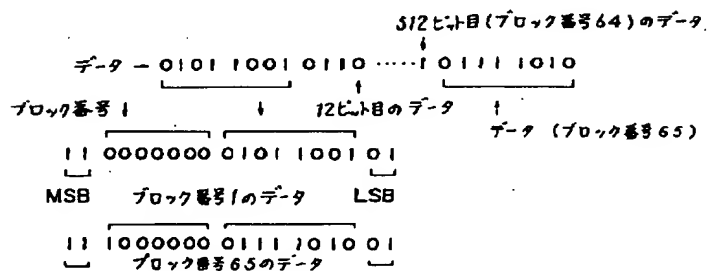 512ビット目(ブロック番号64)のデータ
データ — 0101 1001 0110 ····· 1 0111 1010
ブロック番号
12ビット目のデータ
データ (ブロック番号65)
11 0000000 0101 1001 01
MSB ブロック番号1のデータ LSB
11 1000000 0111 1010 01
ブロック番号65のデータ